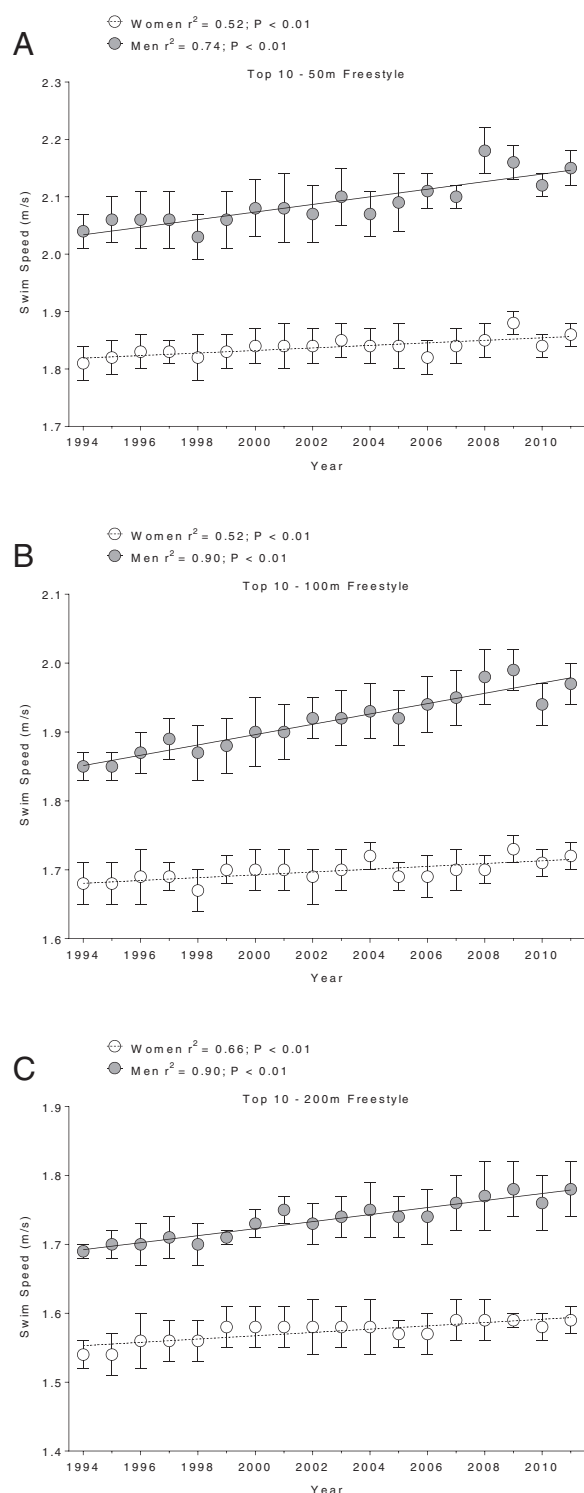 Women r² = 0.52; P < 0.01
A
Men r² = 0.74; P < 0.01
Top 10 - 50m Freestyle
2.3
2.2
2.1
2.0
1.9
1.8
1.7
Swim Speed (m/s)
1994 1996 1998 2000 2002 2004 2006 2008 2010
Year
Women r² = 0.52; P < 0.01
B
Men r² = 0.90; P < 0.01
Top 10 - 100m Freestyle
2.1
2.0
1.9
1.8
1.7
1.6
Swim Speed (m/s)
1994 1996 1998 2000 2002 2004 2006 2008 2010
Year
Women r² = 0.66; P < 0.01
C
Men r² = 0.90; P < 0.01
Top 10 - 200m Freestyle
1.9
1.8
1.7
1.6
1.5
1.4
Swim Speed (m/s)
1994 1996 1998 2000 2002 2004 2006 2008 2010
Year